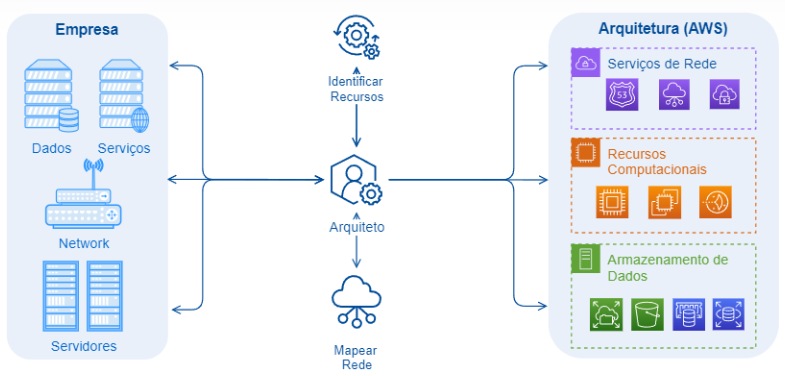 Empresa
Dados
Serviços
Network
Servidores
Identificar
Recursos
Arquiteto
Mapear
Rede
Arquitetura (AWS)
Serviços de Rede
53
Recursos
Computacionais
Armazenamento de
Dados